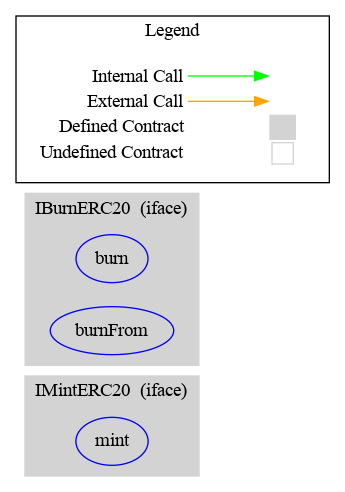 Legend
Internal Call
External Call
Defined Contract
Undefined Contract
IBurnERC20 (iface)
burn
burnFrom
IMintERC20 (iface)
mint